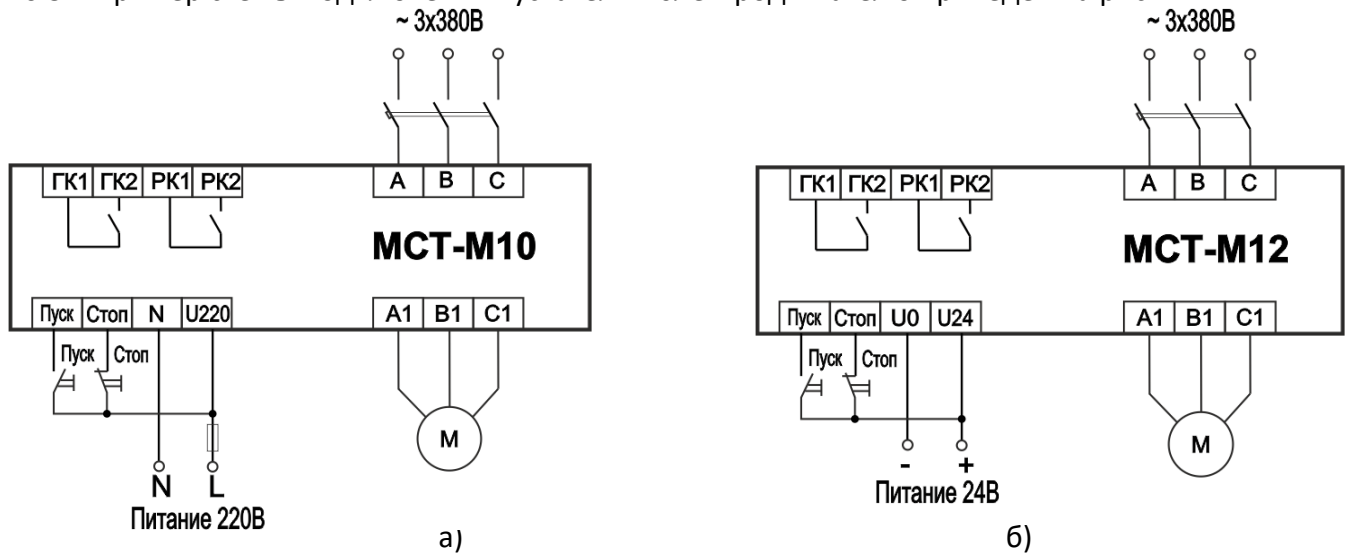 ~ 3x380В
ГК1 ГК2 РК1 РК2 A B C
МСТ-М10
Пуск Стоп N U220 A1 B1 C1
Пуск Стоп
М
N L
Питание 220В
а)
~ 3x380В
ГК1 ГК2 РК1 РК2 A B C
МСТ-М12
Пуск Стоп U0 U24 A1 B1 C1
Пуск Стоп
М
- +
Питание 24В
б)